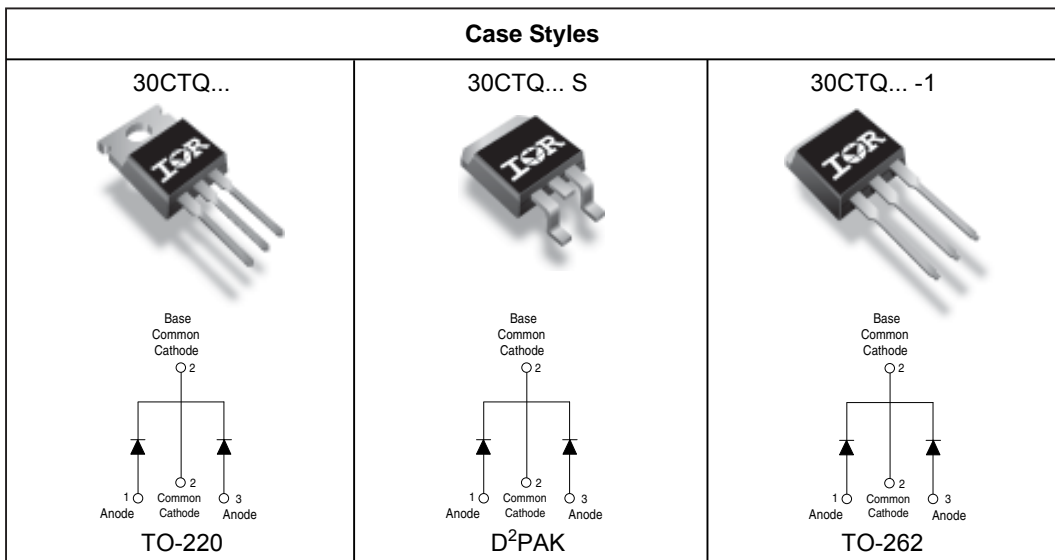 Case Styles
30CTQ...
IOR
Base
Common
Cathode
2
1
2
3
Anode
Common
Cathode
Anode
TO-220
30CTQ... S
IOR
Base
Common
Cathode
2
1
2
3
Anode
Common
Cathode
Anode
D²PAK
30CTQ... -1
IOR
Base
Common
Cathode
2
1
2
3
Anode
Common
Cathode
Anode
TO-262